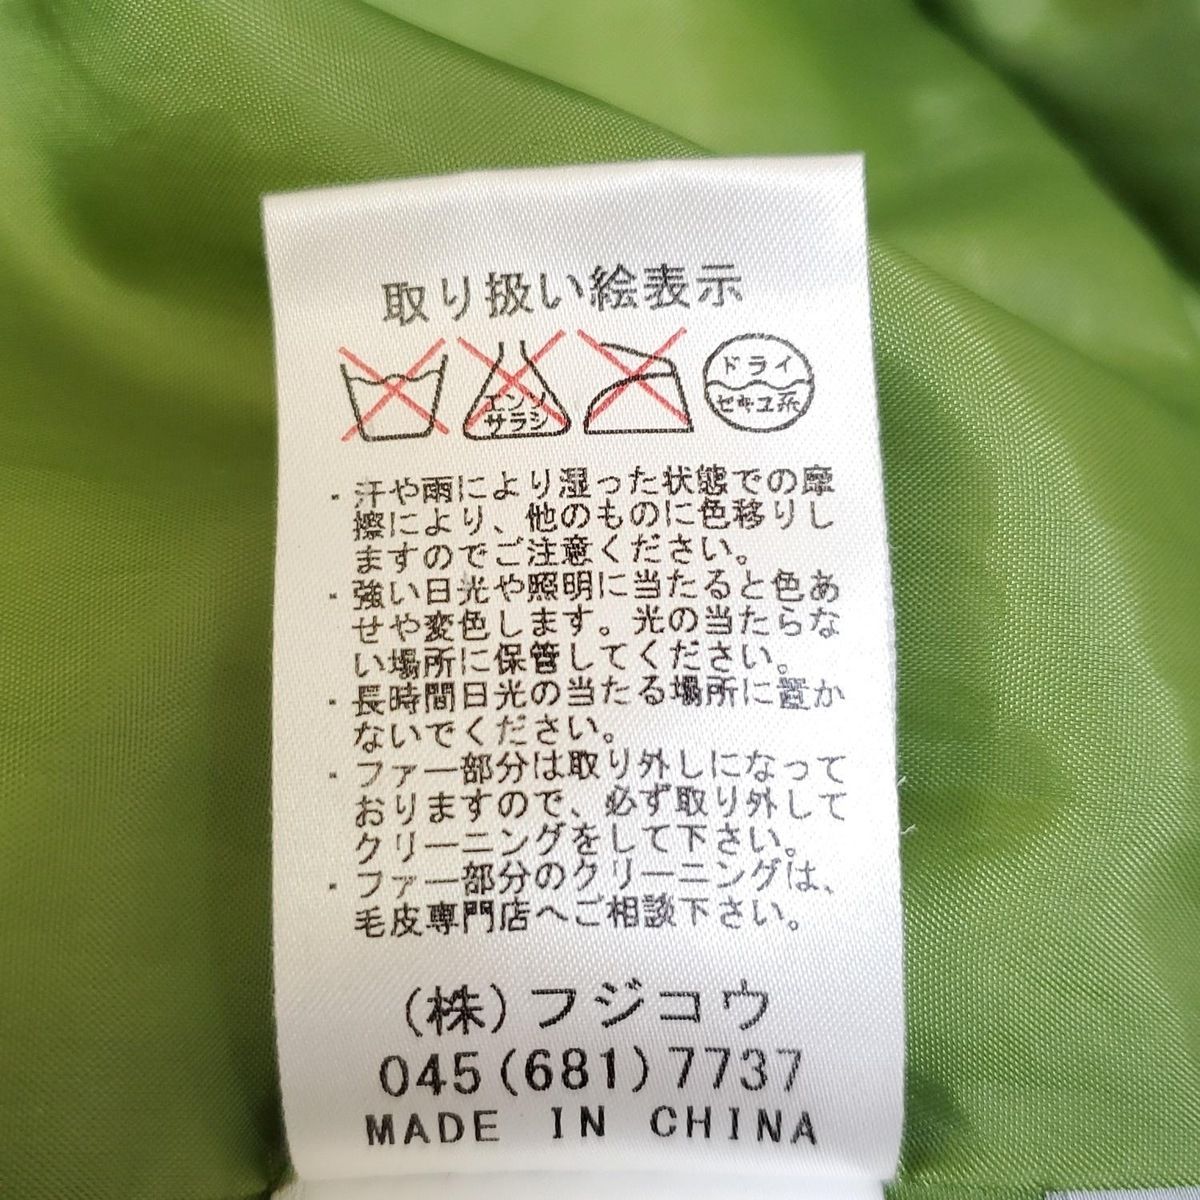 取り扱い絵表示
エンソ
サラシ
ドライ
セキユ系
・汗や雨により湿った状態での摩
擦により、他のものに色移りし
ますのでご注意ください。
・強い日光や照明に当たると色あ
せや変色します。光の当たらな
い場所に保管してください。
・長時間日光の当たる場所に置か
ないでください。
・ファー部分は取り外しになって
おりますので、必ず取り外して
クリーニングをして下さい。
・ファー部分のクリーニングは、
毛皮専門店へご相談下さい。
(株)フジコウ
045(681)7737
MADE IN CHINA